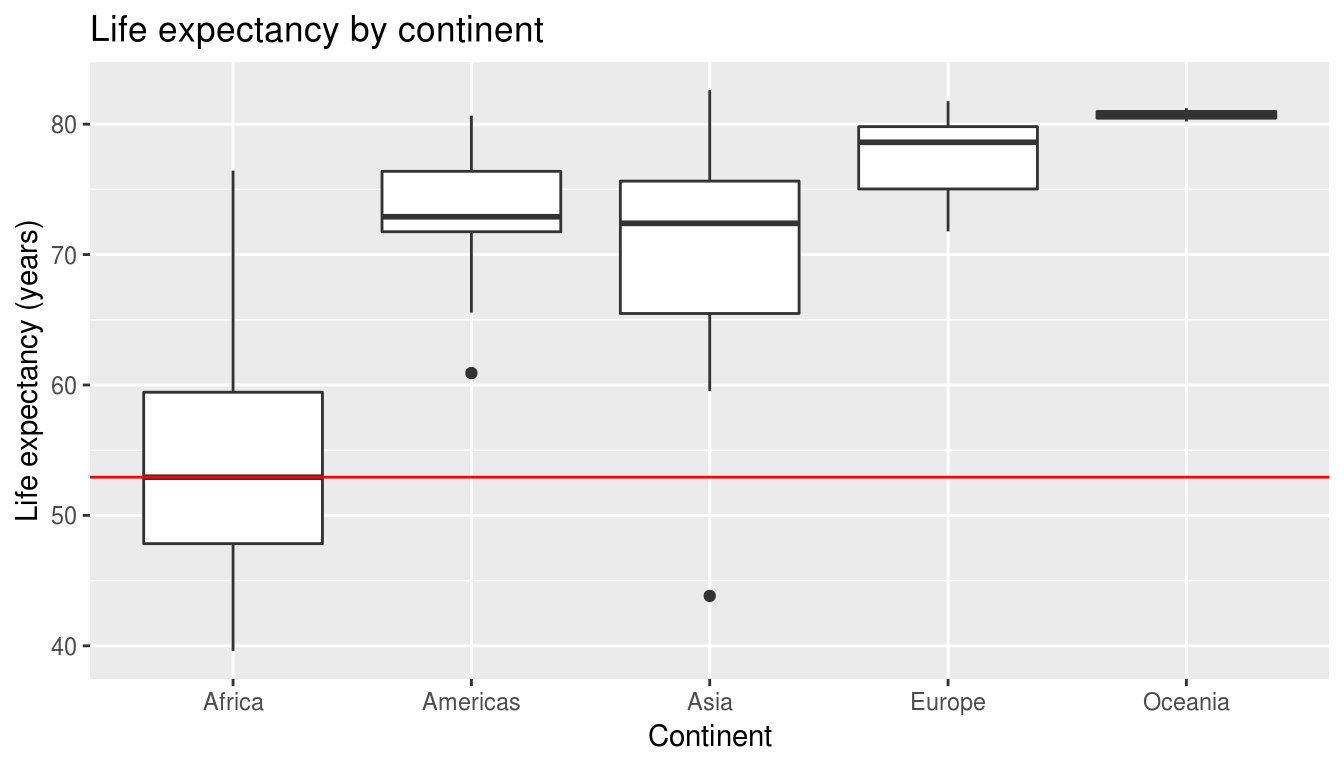 Life expectancy by continent
Life expectancy (years)
80
70
60
50
40
Africa Americas Asia Europe Oceania
Continent